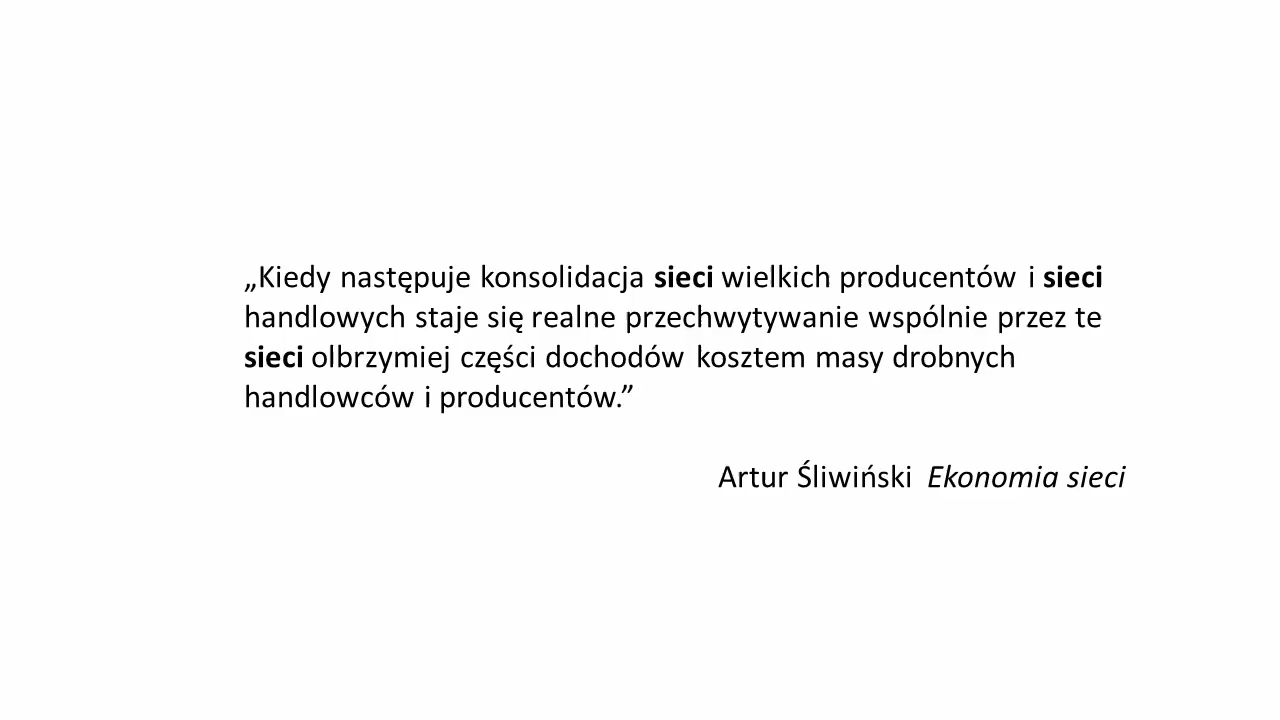 „Kiedy następuje konsolidacja sieci wielkich producentów i sieci
handlowych staje się realne przechwytywanie wspólnie przez te
sieci olbrzymiej części dochodów kosztem masy drobnych
handlowców i producentów.”
Artur Śliwiński Ekonomia sieci